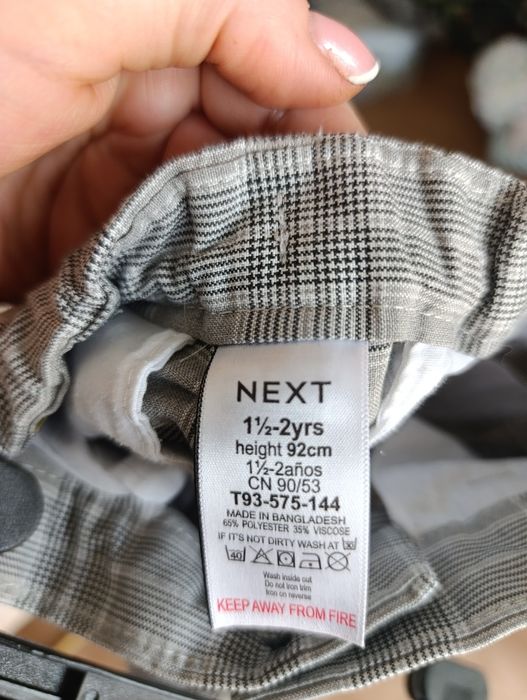 NEXT
1½-2yrs
height 92cm
1½-2años
CN 90/53
T93-575-144
MADE IN BANGLADESH
65% POLYESTER 35% VISCOSE
IF IT'S NOT DIRTY WASH AT 30
40
Wash inside out
Do not iron trim
Iron on reverse
KEEP AWAY FROM FIRE